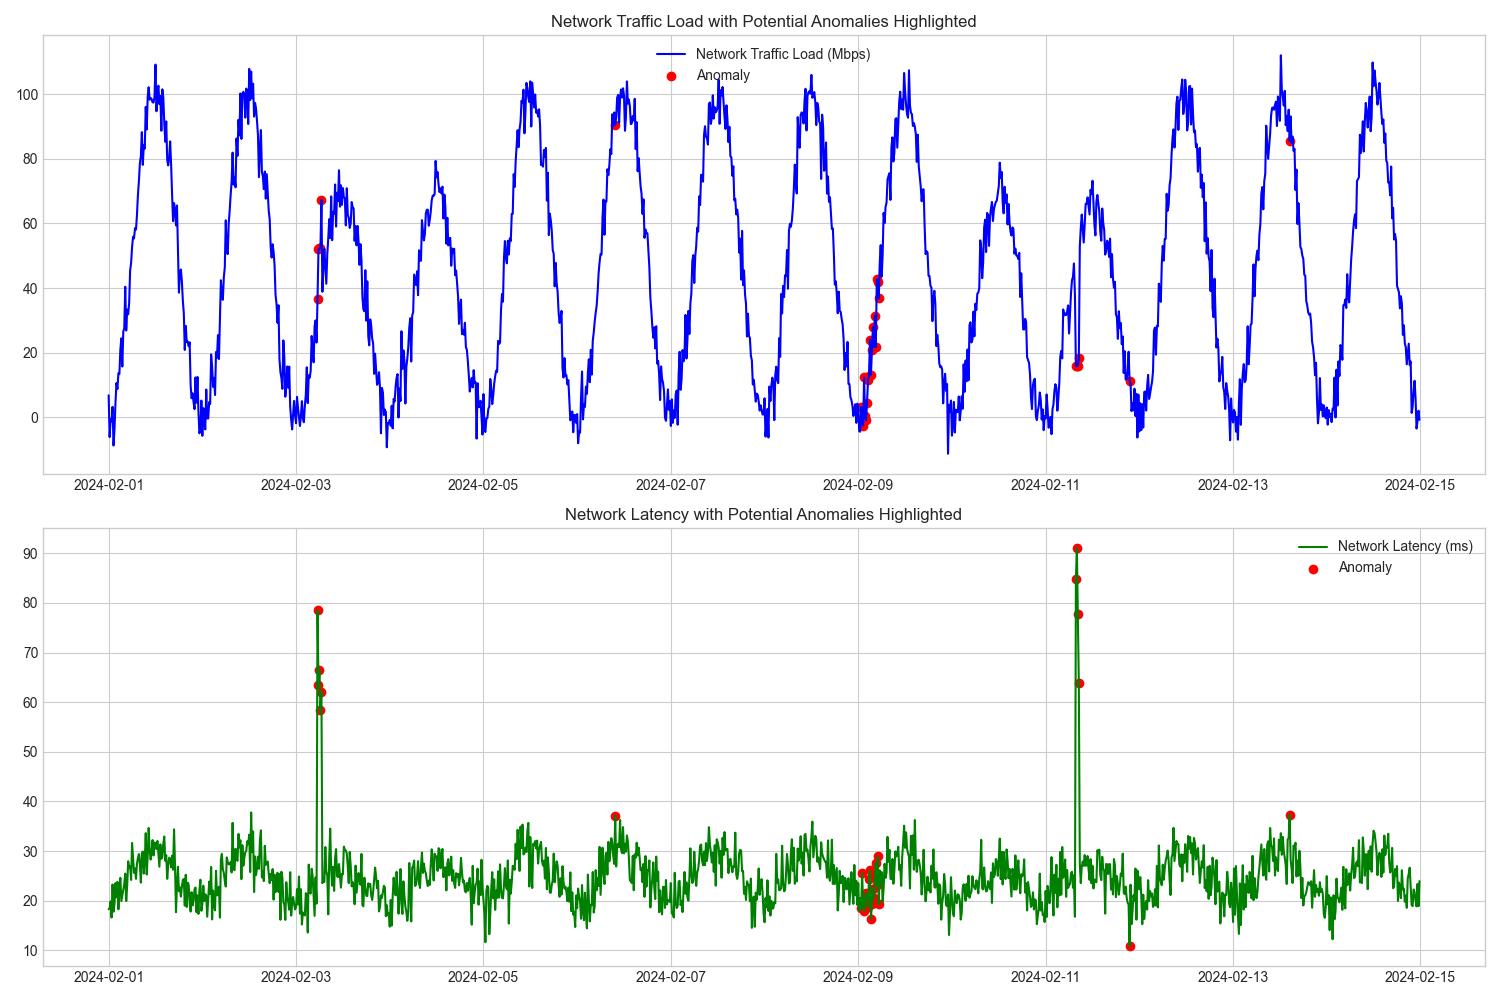 Network Traffic Load with Potential Anomalies Highlighted
Network Traffic Load (Mbps)
Anomaly
100
80
60
40
20
0
2024-02-01 2024-02-03 2024-02-05 2024-02-07 2024-02-09 2024-02-11 2024-02-13 2024-02-15
Network Latency with Potential Anomalies Highlighted
Network Latency (ms)
Anomaly
90
80
70
60
50
40
30
20
10
2024-02-01 2024-02-03 2024-02-05 2024-02-07 2024-02-09 2024-02-11 2024-02-13 2024-02-15